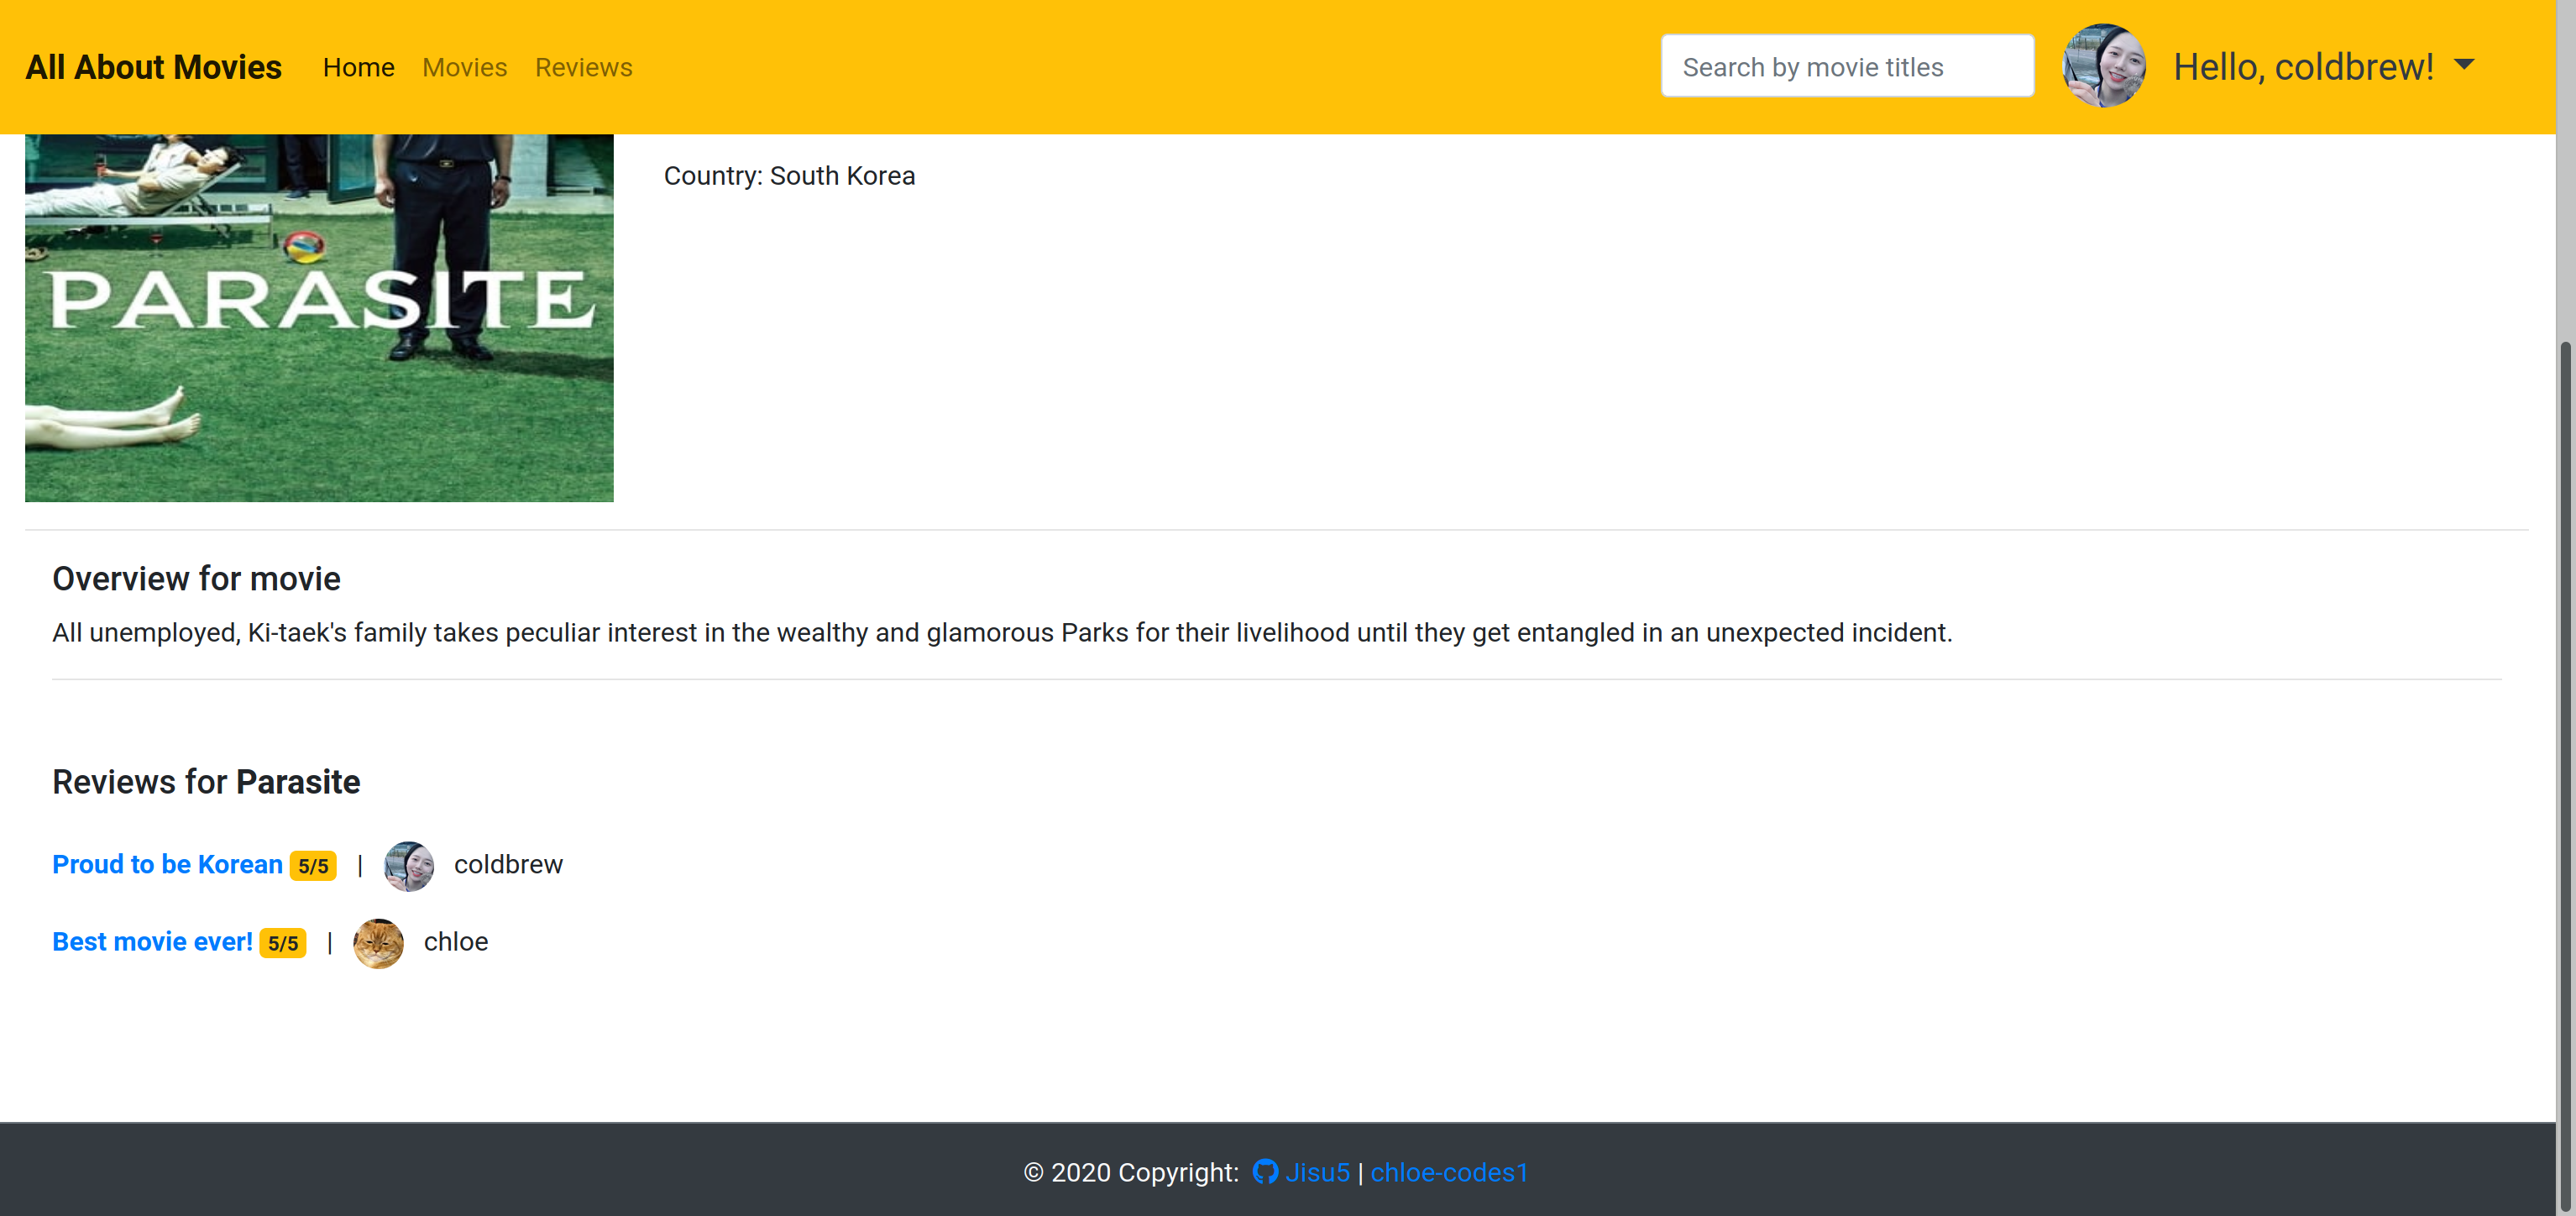 All About Movies Home Movies Reviews Search by movie titles Hello, coldbrew!
Country: South Korea
PARASITE
Overview for movie
All unemployed, Ki-taek's family takes peculiar interest in the wealthy and glamorous Parks for their livelihood until they get entangled in an unexpected incident.
Reviews for Parasite
Proud to be Korean 5/5 | coldbrew
Best movie ever! 5/5 | chloe
© 2020 Copyright: Jisu5 | chloe-codes1